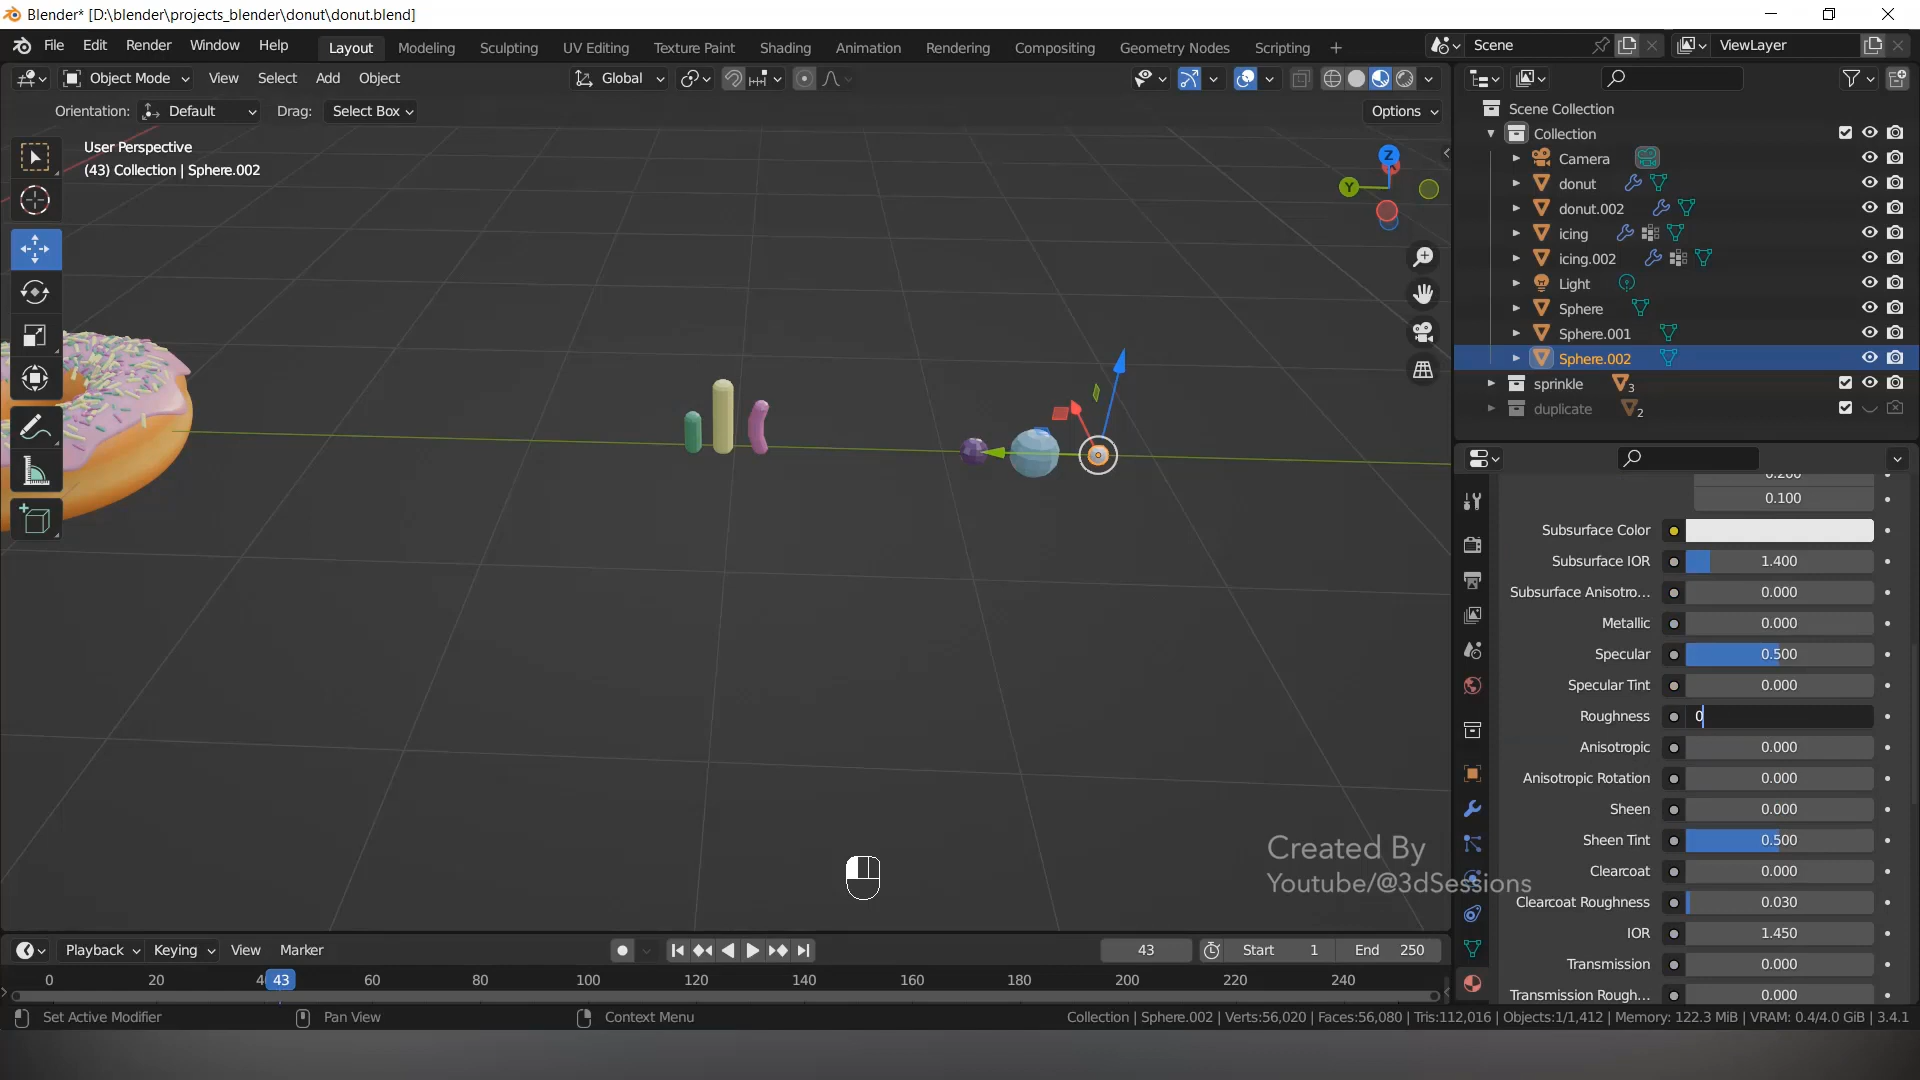 Blender* [D:\blender\projects_blender\donut\donut.blend]
File Edit Render Window Help Layout Modeling Sculpting UV Editing Texture Paint Shading Animation Rendering Compositing Geometry Nodes Scripting + Scene ViewLayer
Object Mode View Select Add Object Global
Orientation: Default Drag: Select Box Options
User Perspective
(43) Collection | Sphere.002
Z
Y
Scene Collection
Collection
Camera
donut
donut.002
icing
icing.002
Light
Sphere
Sphere.001
Sphere.002
sprinkle 3
duplicate 2
0.200
0.100
Subsurface Color
Subsurface IOR 1.400
Subsurface Anisotro... 0.000
Metallic 0.000
Specular 0.500
Specular Tint 0.000
Roughness 0
Anisotropic 0.000
Anisotropic Rotation 0.000
Sheen 0.000
Sheen Tint 0.500
Clearcoat 0.000
Clearcoat Roughness 0.030
IOR 1.450
Transmission 0.000
Transmission Rough... 0.000
Created By
Youtube/@3dSessions
Playback Keying View Marker 43 Start 1 End 250
0 20 4 43 60 80 100 120 140 160 180 200 220 240
Set Active Modifier Pan View Context Menu Collection | Sphere.002 | Verts:56,020 | Faces:56,080 | Tris:112,016 | Objects:1/1,412 | Memory: 122.3 MiB | VRAM: 0.4/4.0 GiB | 3.4.1